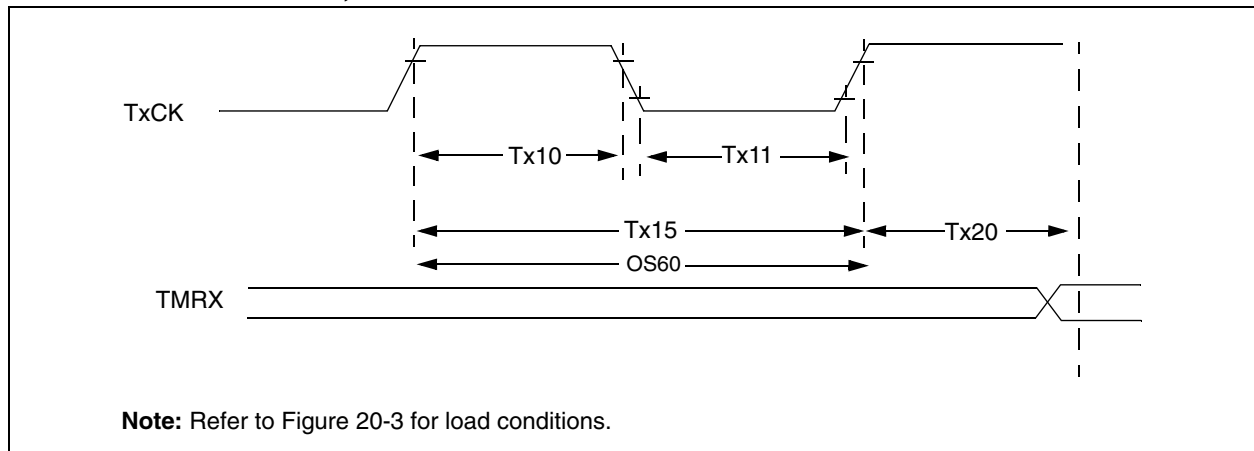 TxCK
Tx10 Tx11
Tx15 Tx20
OS60
TMRX
Note: Refer to Figure 20-3 for load conditions.